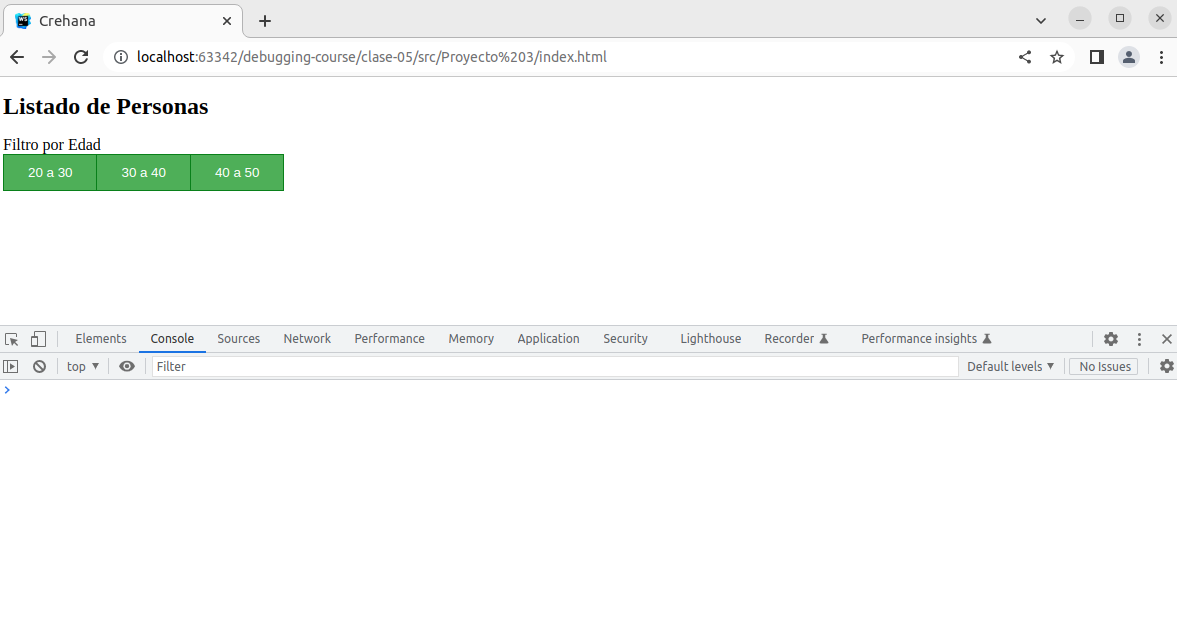 Crehana
localhost:63342/debugging-course/clase-05/src/Proyecto%203/index.html
Listado de Personas
Filtro por Edad
20 a 30 30 a 40 40 a 50
Elements Console Sources Network Performance Memory Application Security Lighthouse Recorder Performance insights
top Filter Default levels No Issues